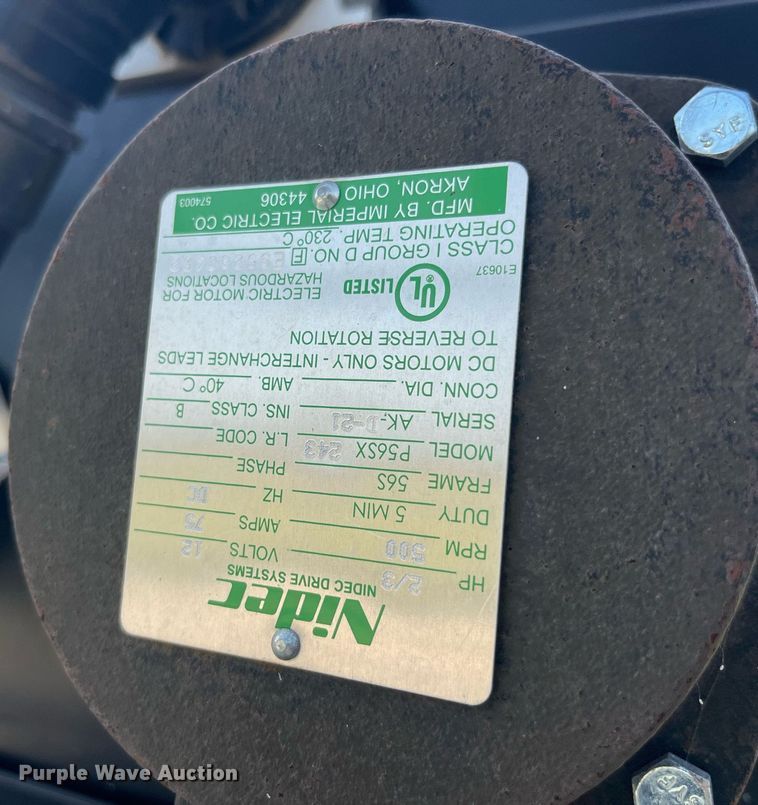 Nidec
NIDEC DRIVE SYSTEMS
HP 2/3 VOLTS 12
RPM 500 AMPS 75
DUTY 5 MIN HZ DC
FRAME 56S PHASE
MODEL P56SX 243 L.R. CODE
SERIAL AK-D-21 INS. CLASS B
CONN. DIA. AMB. 40°C
DC MOTORS ONLY - INTERCHANGE LEADS
TO REVERSE ROTATION
UL ® LISTED
ELECTRIC MOTOR FOR
HAZARDOUS LOCATIONS
E10637
CLASS I GROUP D NO. E
OPERATING TEMP. 230°C
MFD. BY IMPERIAL ELECTRIC CO.
AKRON, OHIO 44306
574003
SYE
Purple Wave Auction